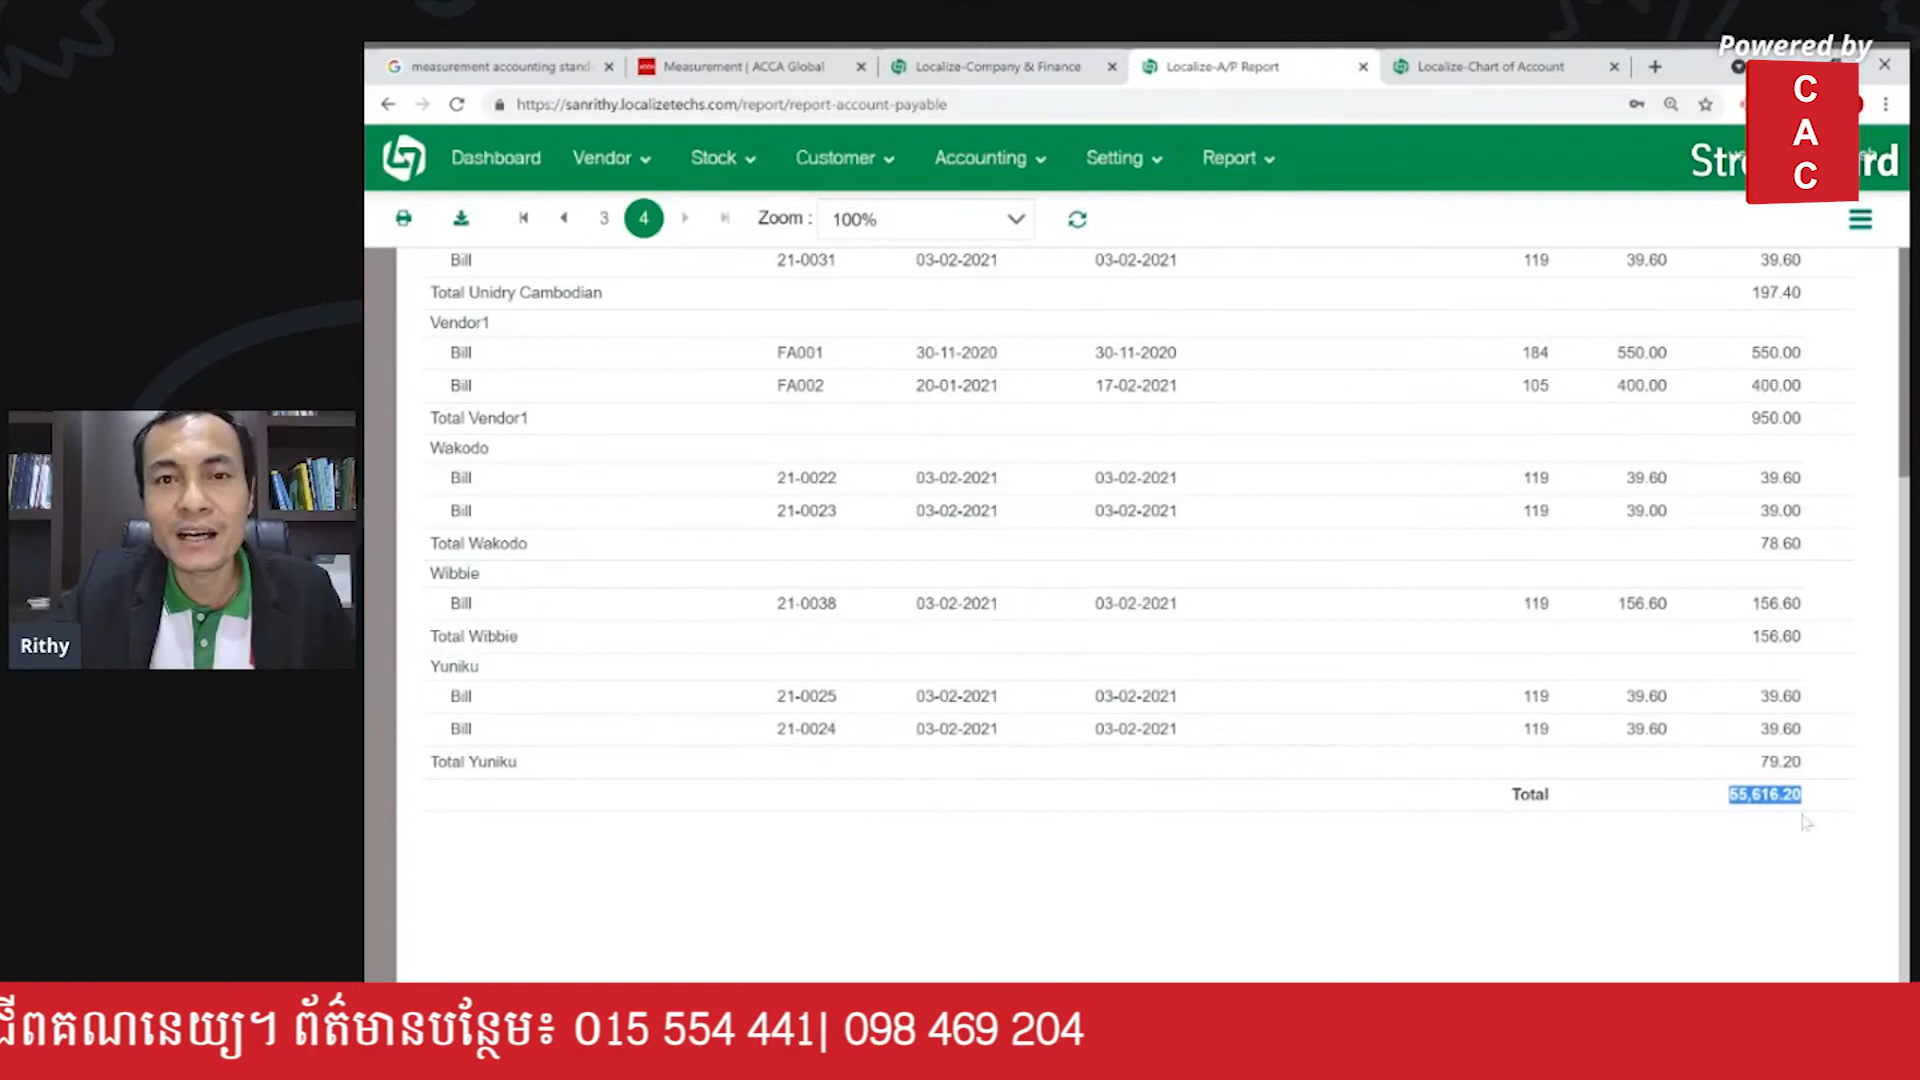 Powered by
C
A
C
measurement accounting stand
Measurement | ACCA Global
Localize-Company & Finance
Localize-A/P Report
Localize-Chart of Account
https://sanrithy.localizetechs.com/report/report-account-payable
Dashboard Vendor Stock Customer Accounting Setting Report
3 4 Zoom : 100%
Bill 21-0031 03-02-2021 03-02-2021 119 39.60 39.60
Total Unidry Cambodian 197.40
Vendor1
Bill FA001 30-11-2020 30-11-2020 184 550.00 550.00
Bill FA002 20-01-2021 17-02-2021 105 400.00 400.00
Total Vendor1 950.00
Wakodo
Bill 21-0022 03-02-2021 03-02-2021 119 39.60 39.60
Bill 21-0023 03-02-2021 03-02-2021 119 39.00 39.00
Total Wakodo 78.60
Wibbie
Bill 21-0038 03-02-2021 03-02-2021 119 156.60 156.60
Total Wibbie 156.60
Yuniku
Bill 21-0025 03-02-2021 03-02-2021 119 39.60 39.60
Bill 21-0024 03-02-2021 03-02-2021 119 39.60 39.60
Total Yuniku 79.20
Total 55,616.20
Rithy
ជីពគណនេយ្យ។ ព័ត៌មានបន្ថែម៖ 015 554 441| 098 469 204